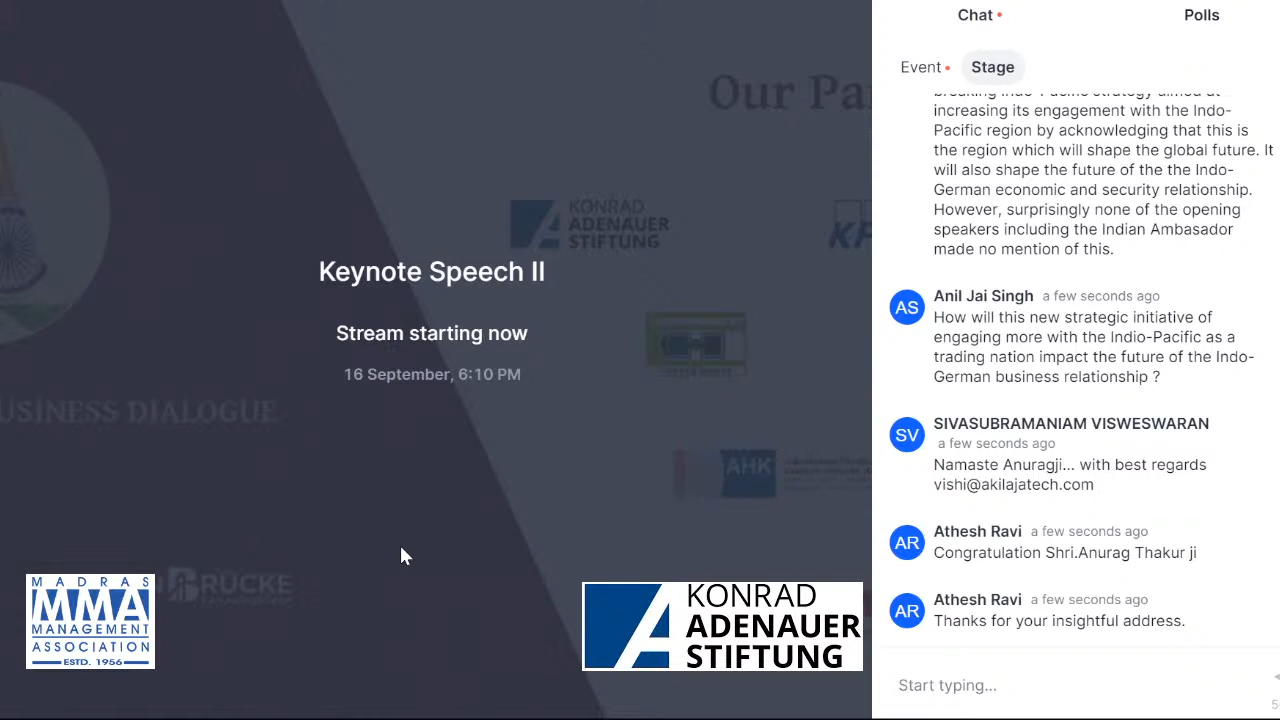 Our Pa
KONRAD
ADENAUER
STIFTUNG
Keynote Speech II
Stream starting now
16 September, 6:10 PM
USINESS DIALOGUE
AHK
BRÜCKE
MADRAS
MMA
MANAGEMENT
ASSOCIATION
ESTD. 1956
KONRAD
ADENAUER
STIFTUNG
Chat
Polls
Event
Stage
breaking Indo-Pacific strategy aimed at
increasing its engagement with the Indo-
Pacific region by acknowledging that this is
the region which will shape the global future. It
will also shape the future of the the Indo-
German economic and security relationship.
However, surprisingly none of the opening
speakers including the Indian Ambasador
made no mention of this.
AS
Anil Jai Singh a few seconds ago
How will this new strategic initiative of
engaging more with the Indio-Pacific as a
trading nation impact the future of the Indo-
German business relationship ?
SV
SIVASUBRAMANIAM VISWESWARAN
a few seconds ago
Namaste Anuragji... with best regards
vishi@akilajatech.com
AR
Athesh Ravi a few seconds ago
Congratulation Shri.Anurag Thakur ji
AR
Athesh Ravi a few seconds ago
Thanks for your insightful address.
Start typing...